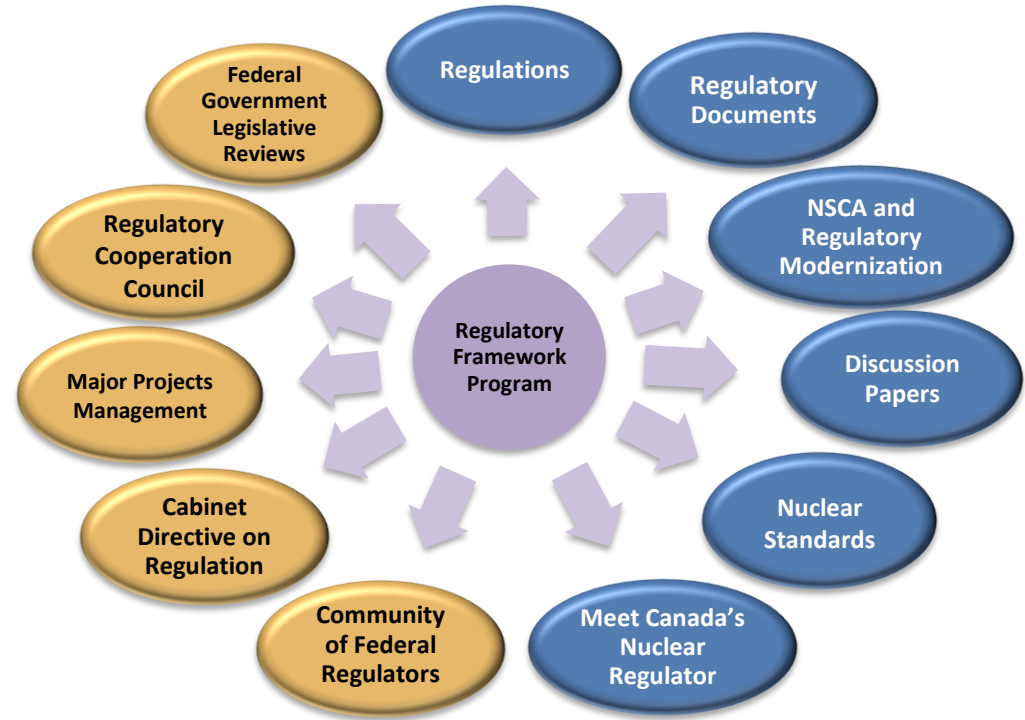 Federal
Government
Legislative
Reviews
Regulations
Regulatory
Documents
Regulatory
Cooperation
Council
NSCA and
Regulatory
Modernization
Major Projects
Management
Regulatory
Framework
Program
Discussion
Papers
Cabinet
Directive on
Regulation
Nuclear
Standards
Community
of Federal
Regulators
Meet Canada’s
Nuclear
Regulator